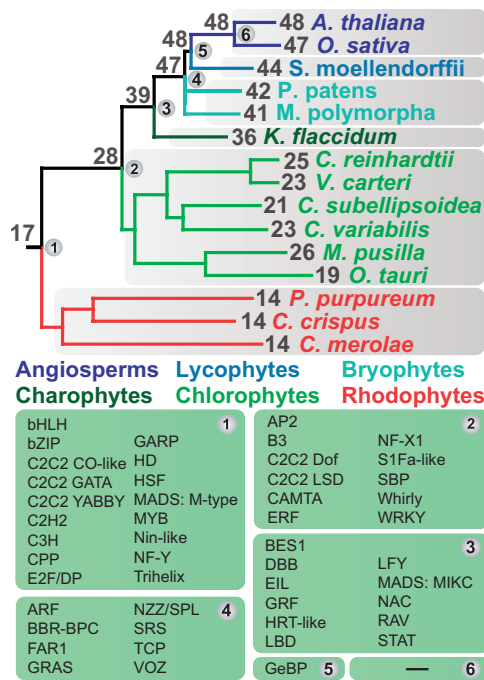 48 48 A. thaliana
6
48 47 O. sativa
5
47 44 S. moellendorffii
4
42 P. patens
39 41 M. polymorpha
3
36 K. flaccidum
28 25 C. reinhardtii
2
23 V. carteri
21 C. subellipsoidea
17 23 C. variabilis
1
26 M. pusilla
19 O. tauri
14 P. purpureum
14 C. crispus
14 C. merolae
Angiosperms Lycophytes Bryophytes
Charophytes Chlorophytes Rhodophytes
1
bHLH
bZIP
C2C2 CO-like
C2C2 GATA
C2C2 YABBY
C2H2
C3H
CPP
E2F/DP
GARP
HD
HSF
MADS: M-type
MYB
Nin-like
NF-Y
Trihelix
2
AP2
B3
C2C2 Dof
C2C2 LSD
CAMTA
ERF
NF-X1
S1Fa-like
SBP
Whirly
WRKY
3
BES1
DBB
EIL
GRF
HRT-like
LBD
LFY
MADS: MIKC
NAC
RAV
STAT
4
ARF
BBR-BPC
FAR1
GRAS
NZZ/SPL
SRS
TCP
VOZ
GeBP 5
— 6